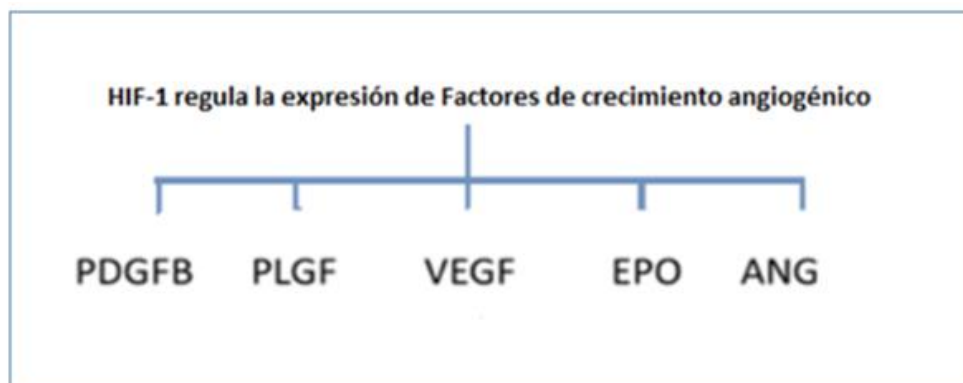 HIF-1 regula la expresión de Factores de crecimiento angiogénico
PDGFB PLGF VEGF EPO ANG